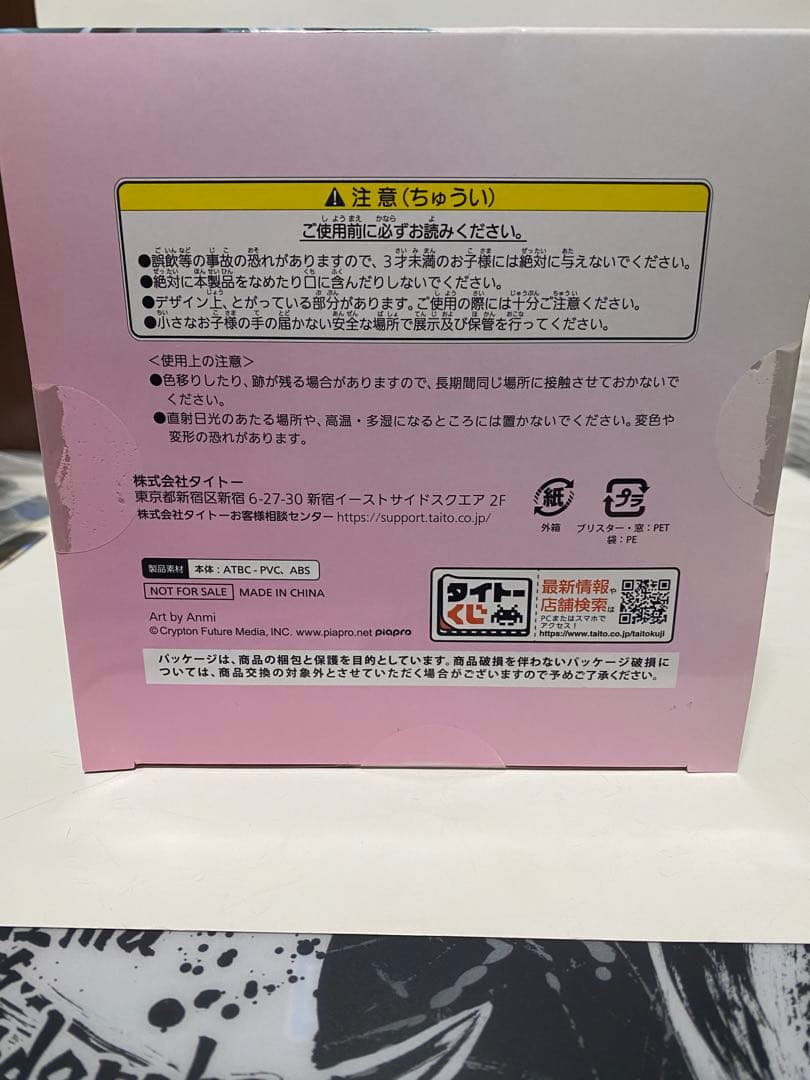 ⚠ 注意(ちゅうい)
ご使用前に必ずお読みください。
●誤飲等の事故の恐れがありますので、3才未満のお子様には絶対に与えないでください。
●絶対に本製品をなめたり口に含んだりしないでください。
●デザイン上、とがっている部分があります。ご使用の際には十分ご注意ください。
●小さなお子様の手の届かない安全な場所で展示及び保管を行ってください。
<使用上の注意>
●色移りしたり、跡が残る場合がありますので、長期間同じ場所に接触させておかないで
ください。
●直射日光のあたる場所や、高温・多湿になるところには置かないでください。変色や
変形の恐れがあります。
株式会社タイトー
東京都新宿区新宿 6-27-30 新宿イーストサイドスクエア 2F
株式会社タイトーお客様相談センター https://support.taito.co.jp/
紙
外箱
プラ
ブリスター・窓:PET
袋:PE
製品素材 本体:ATBC-PVC、ABS
NOT FOR SALE MADE IN CHINA
Art by Anmi
© Crypton Future Media, INC. www.piapro.net piapro
タイトー
くじ
最新情報や
店舗検索は
PCまたはスマホで
アクセス!
https://www.taito.co.jp/taitokuji
パッケージは、商品の梱包と保護を目的としています。商品破損を伴わないパッケージ破損に
ついては、商品交換の対象外とさせていただく場合がございますので予めご了承ください。